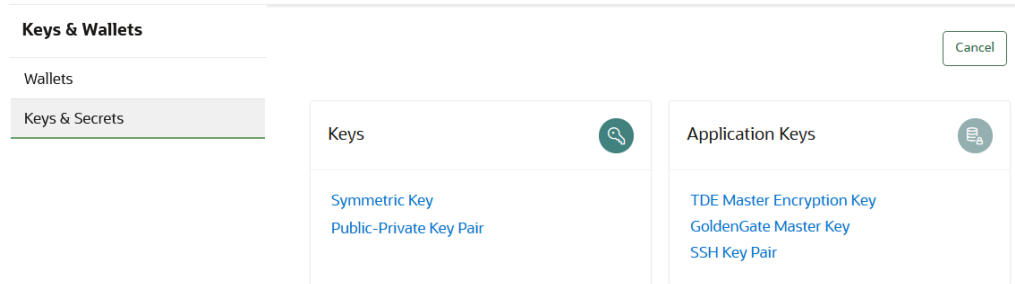 Keys & Wallets
Cancel
Wallets
Keys & Secrets
Keys
Application Keys
Symmetric Key
Public-Private Key Pair
TDE Master Encryption Key
GoldenGate Master Key
SSH Key Pair